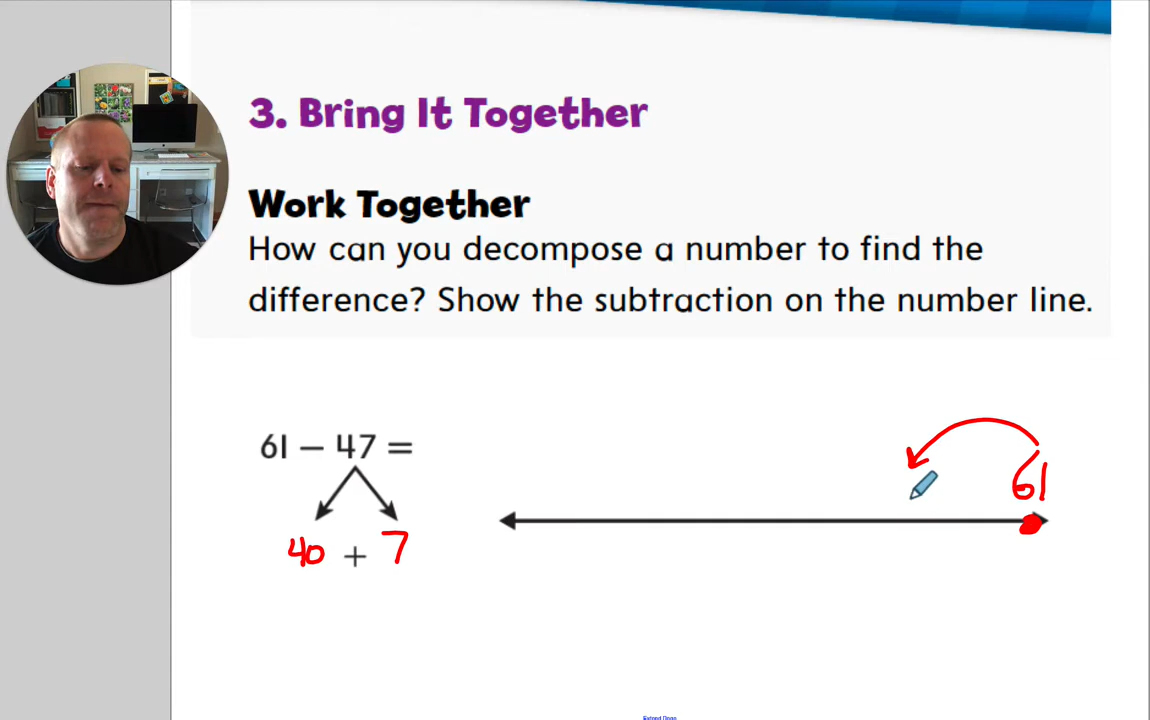 3. Bring It Together
Work Together
How can you decompose a number to find the
difference? Show the subtraction on the number line.
61 – 47 =
40 + 7
61